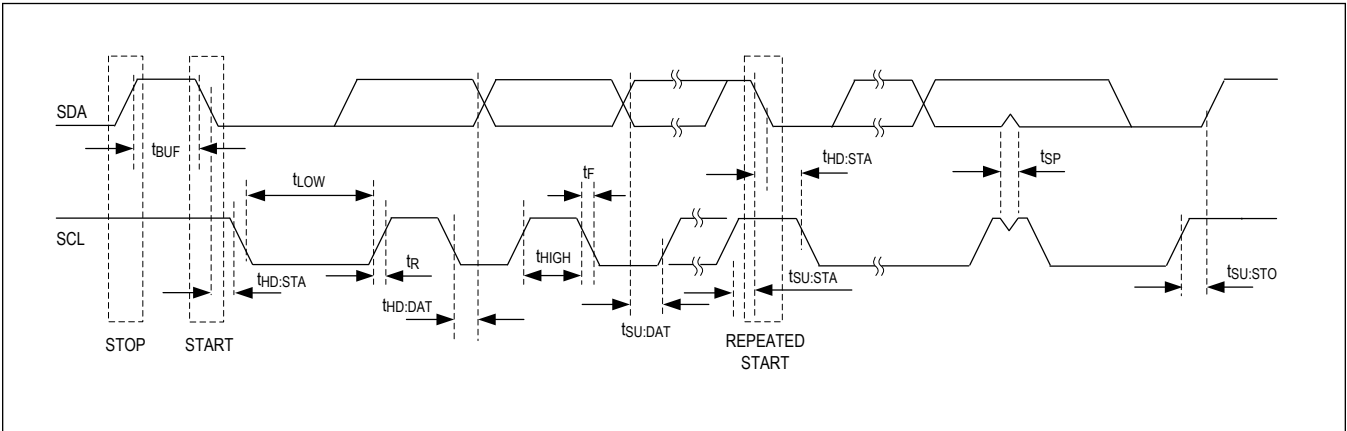 SDA
tBUF
tLOW
tF
tHD:STA
tSP
SCL
tHD:STA
tR
tHD:DAT
tHIGH
tSU:DAT
tSU:STA
tSU:STO
STOP
START
REPEATED
START